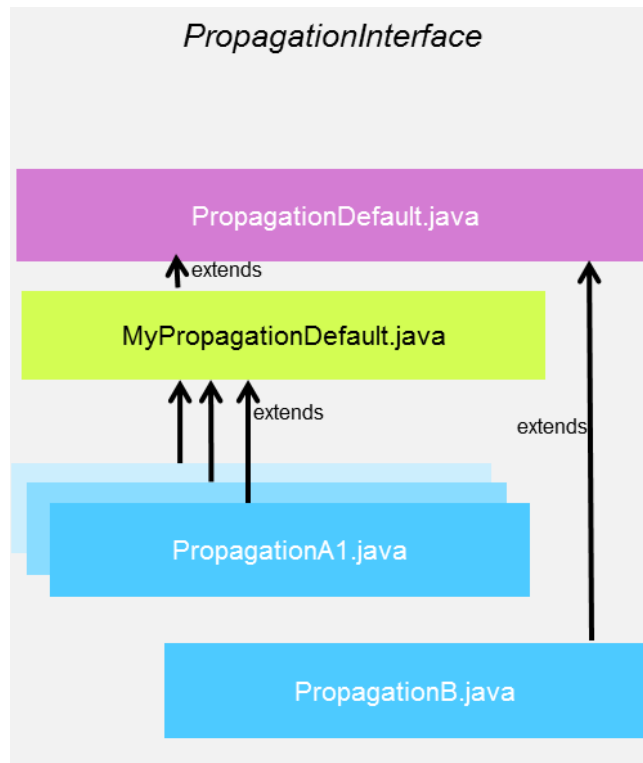 PropagationInterface
PropagationDefault.java
extends
MyPropagationDefault.java
extends
extends
PropagationA1.java
PropagationB.java